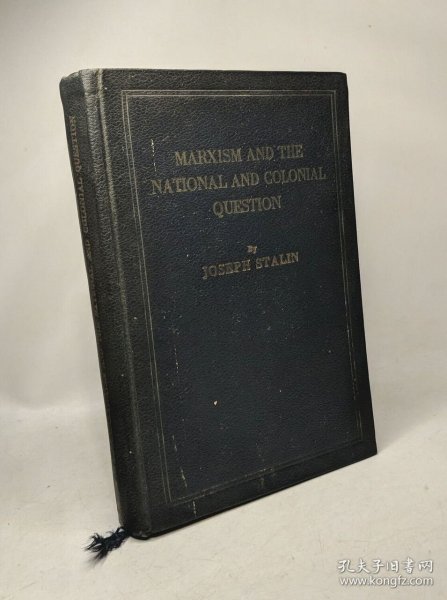 MARXISM AND THE
NATIONAL AND COLONIAL
QUESTION
By
JOSEPH STALIN
孔夫子旧书网
www.kongfz.com